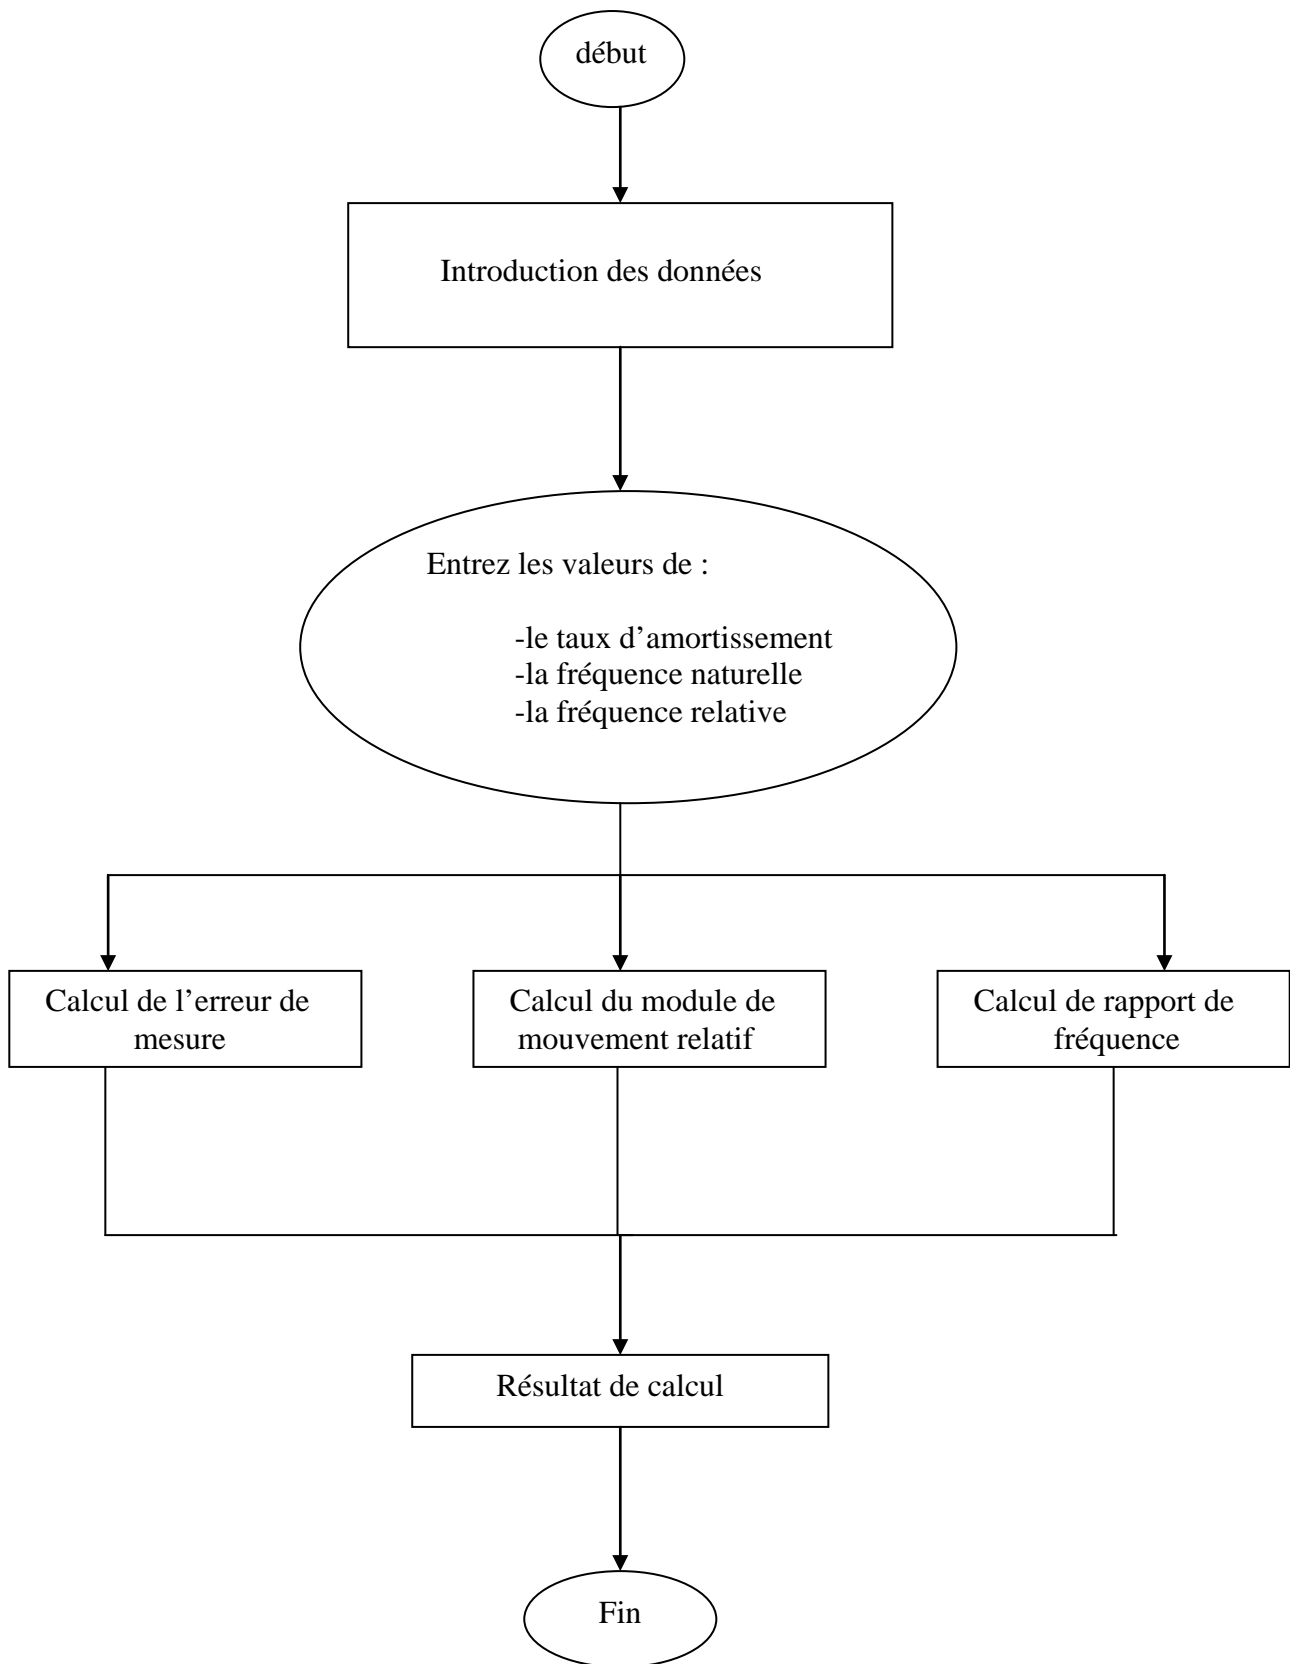 début
Introduction des données
Entrez les valeurs de :
-le taux d’amortissement
-la fréquence naturelle
-la fréquence relative
Calcul de l’erreur de
mesure
Calcul du module de
mouvement relatif
Calcul de rapport de
fréquence
Résultat de calcul
Fin